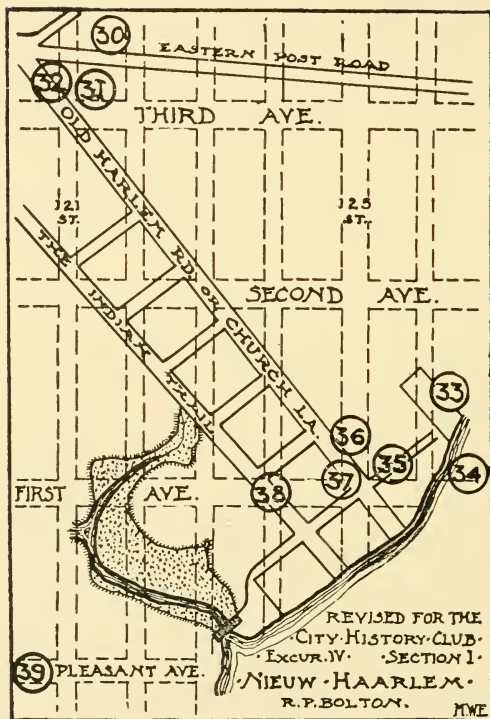 30
EASTERN POST ROAD
32
31
THIRD AVE.
OLD HARLEM RD. OR CHURCH LA.
121
ST.
125
ST.
THE INDIAN TRAIL
SECOND AVE.
33
36
34
35
37
38
FIRST AVE.
REVISED FOR THE
CITY·HISTORY·CLUB·
EXCUR. IV· ·SECTION I·
39
PLEASANT AVE.
·NIEUW·HAARLEM·
R.P. BOLTON.
M.W.E.